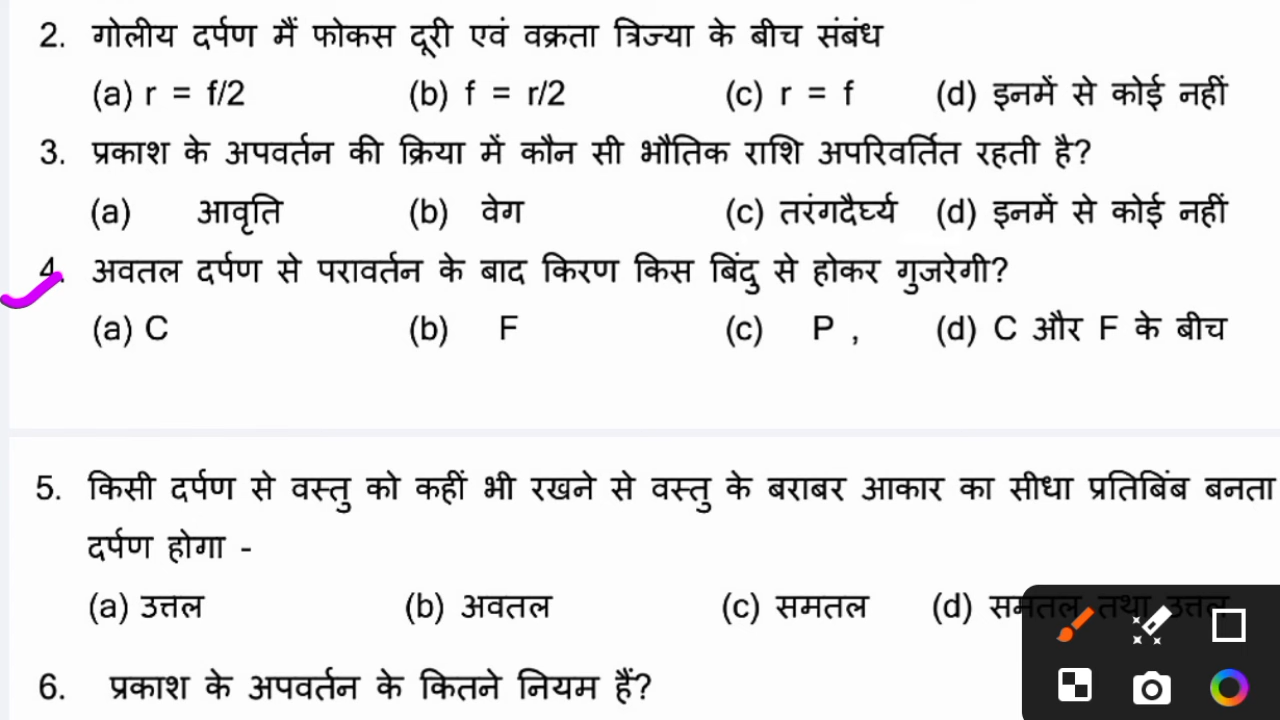 2. गोलीय दर्पण मैं फोकस दूरी एवं वक्रता त्रिज्या के बीच संबंध
(a) r = f/2 (b) f = r/2 (c) r = f (d) इनमें से कोई नहीं
3. प्रकाश के अपवर्तन की क्रिया में कौन सी भौतिक राशि अपरिवर्तित रहती है?
(a) आवृति (b) वेग (c) तरंगदैर्घ्य (d) इनमें से कोई नहीं
4. अवतल दर्पण से परावर्तन के बाद किरण किस बिंदु से होकर गुजरेगी?
(a) C (b) F (c) P , (d) C और F के बीच
5. किसी दर्पण से वस्तु को कहीं भी रखने से वस्तु के बराबर आकार का सीधा प्रतिबिंब बनता
दर्पण होगा -
(a) उत्तल (b) अवतल (c) समतल (d) समतल तथा उत्तल
6. प्रकाश के अपवर्तन के कितने नियम हैं?